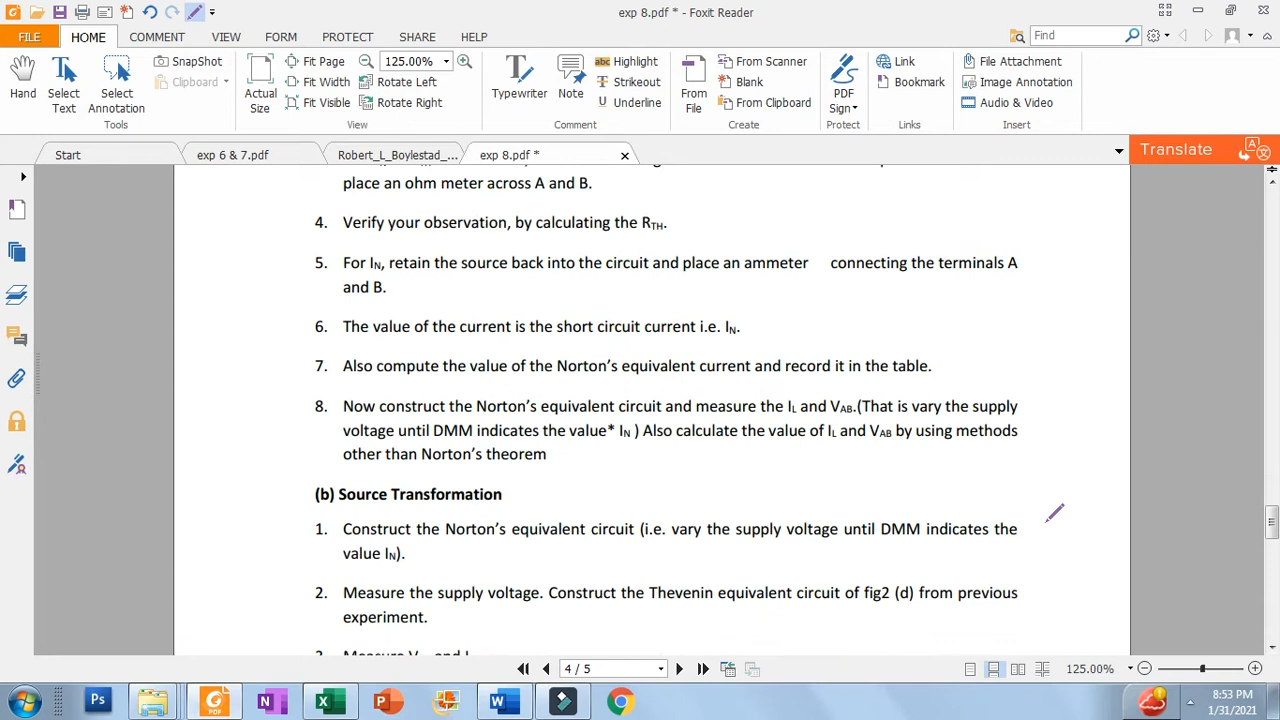 exp 8.pdf * - Foxit Reader
FILE HOME COMMENT VIEW FORM PROTECT SHARE HELP
Find
Hand
Select Text
Select Annotation
SnapShot
Clipboard
Tools
Actual Size
Fit Page
Fit Width
Fit Visible
125.00%
Rotate Left
Rotate Right
View
Typewriter
Note
Highlight
Strikeout
Underline
Comment
From File
From Scanner
Blank
From Clipboard
Create
PDF Sign
Protect
Link
Bookmark
Links
File Attachment
Image Annotation
Audio & Video
Insert
Start
exp 6 & 7.pdf
Robert_L_Boylestad_...
exp 8.pdf *
Translate
place an ohm meter across A and B.
4. Verify your observation, by calculating the RTH.
5. For IN, retain the source back into the circuit and place an ammeter connecting the terminals A
and B.
6. The value of the current is the short circuit current i.e. IN.
7. Also compute the value of the Norton’s equivalent current and record it in the table.
8. Now construct the Norton’s equivalent circuit and measure the IL and VAB.(That is vary the supply
voltage until DMM indicates the value* IN ) Also calculate the value of IL and VAB by using methods
other than Norton’s theorem
(b) Source Transformation
1. Construct the Norton’s equivalent circuit (i.e. vary the supply voltage until DMM indicates the
value IN).
2. Measure the supply voltage. Construct the Thevenin equivalent circuit of fig2 (d) from previous
experiment.
4 / 5
125.00%
8:53 PM
1/31/2021